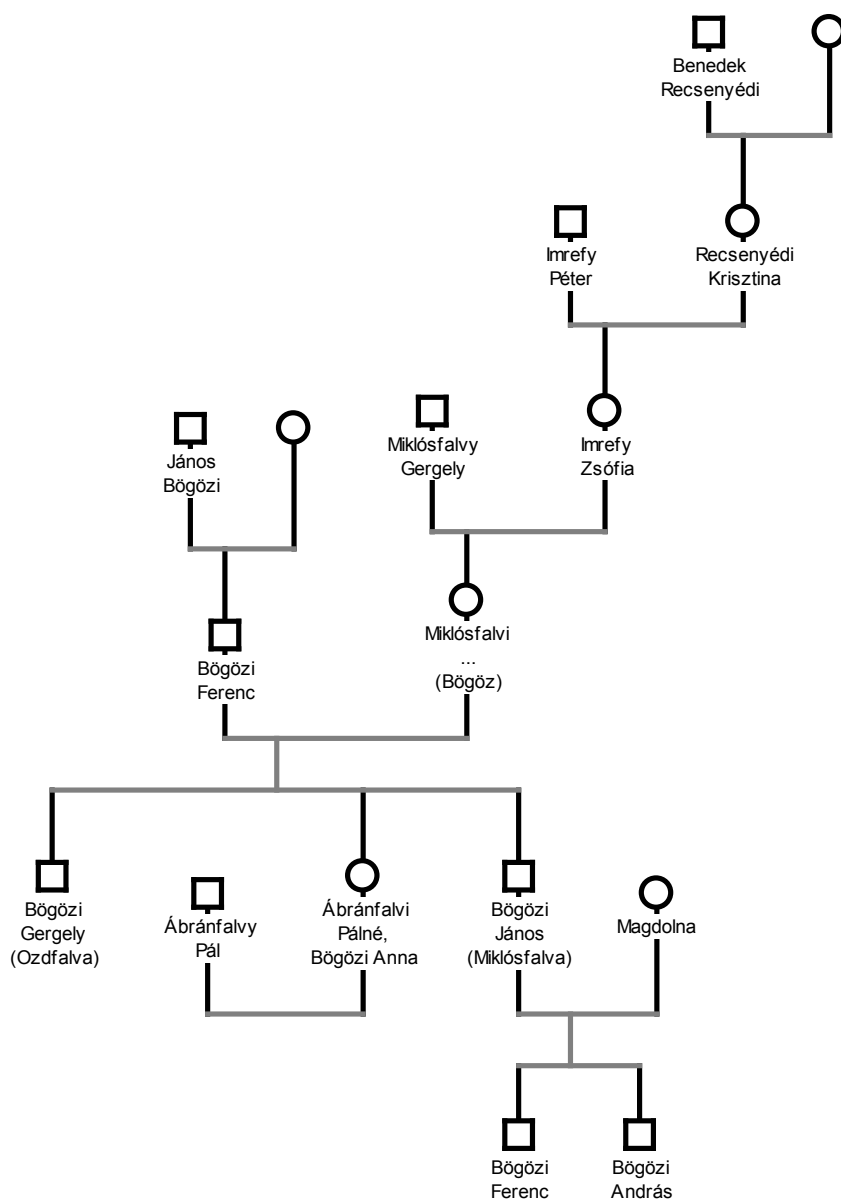 Benedek
Recsenyédi
Imrefy
Péter
Recsenyédi
Krisztina
János
Bögözi
Miklósfalvy
Gergely
Imrefy
Zsófia
Bögözi
Ferenc
Miklósfalvi
...
(Bögöz)
Bögözi
Gergely
(Ozdfalva)
Ábránfalvy
Pál
Ábránfalvi
Pálné,
Bögözi Anna
Bögözi
János
(Miklósfalva)
Magdolna
Bögözi
Ferenc
Bögözi
András